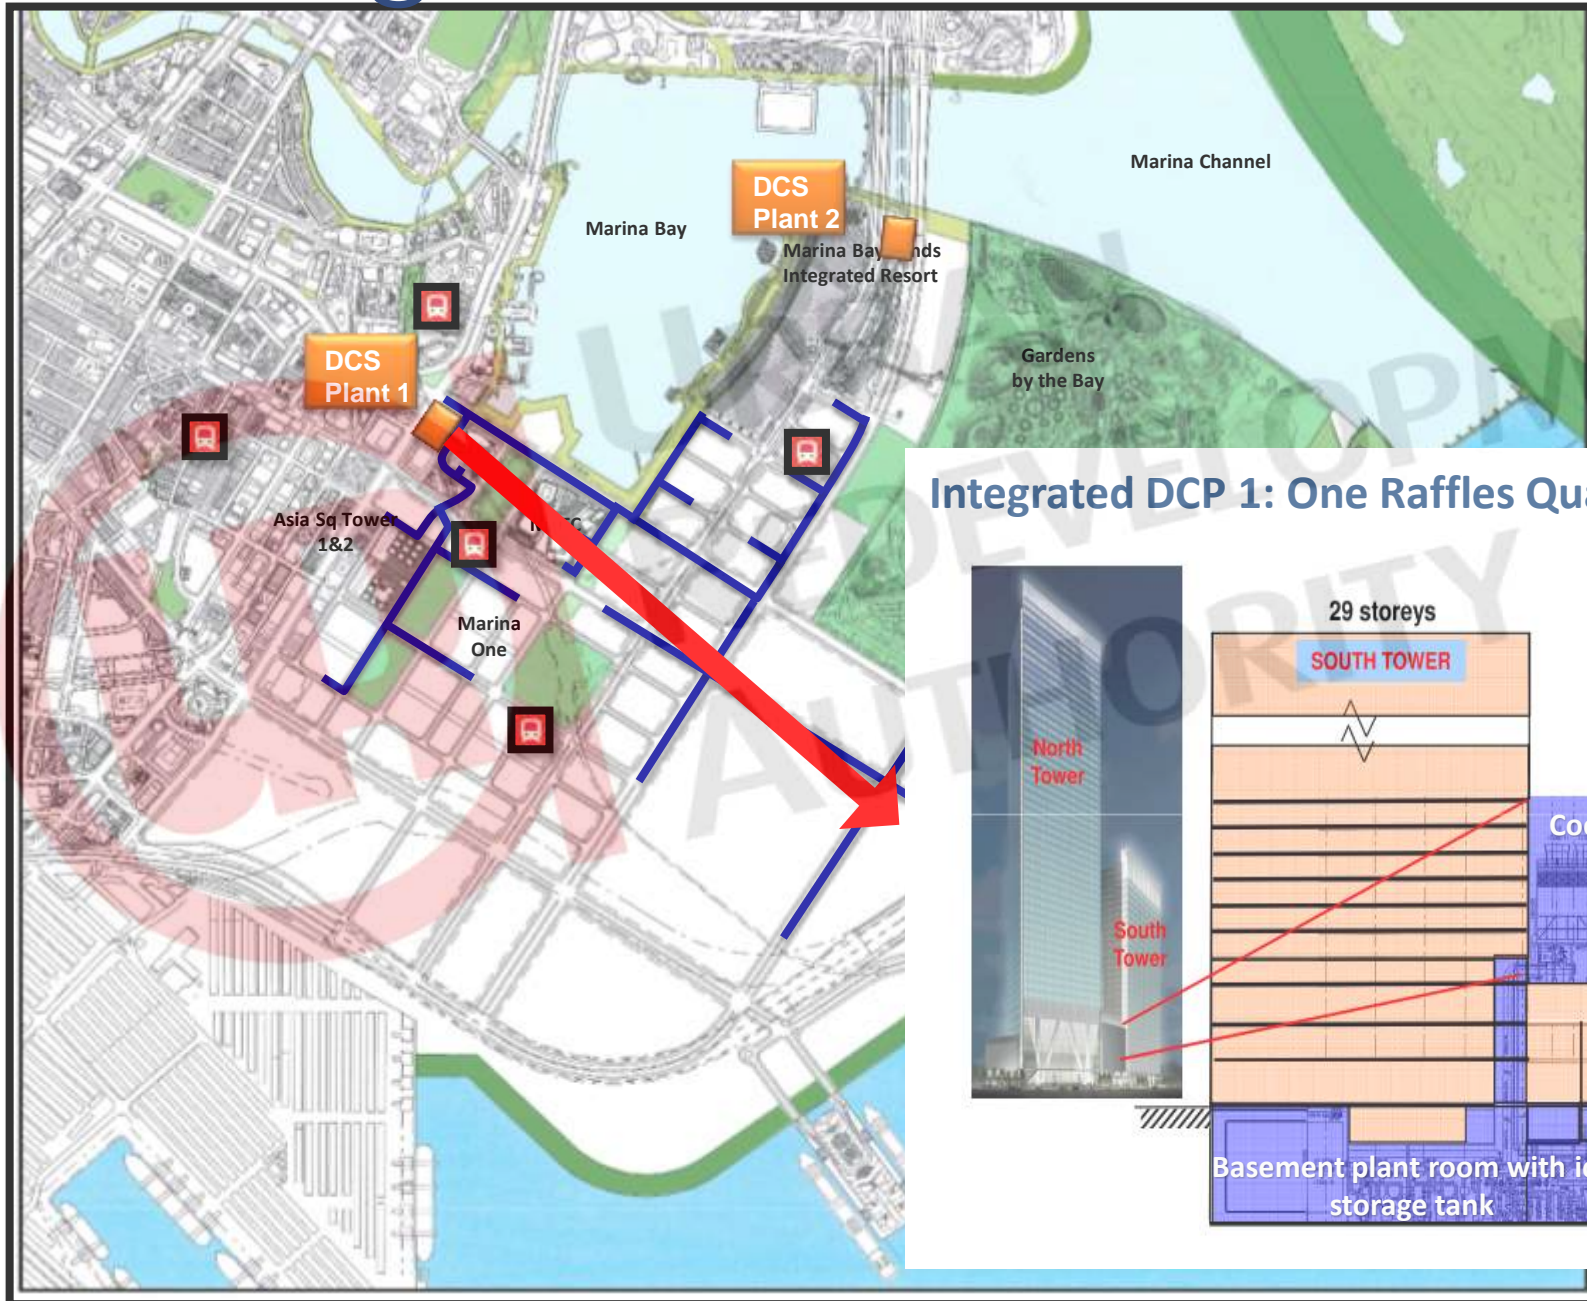 Marina Channel
DCS
Plant 2
Marina Bay
Marina Bay
Integrated Resort
DCS
Plant 1
Gardens
by the Bay
Integrated DCP 1: One Raffles
Asia Sq Tower
1&2
Marina
One
29 storeys
SOUTH TOWER
North
Tower
South
Tower
Basement plant room with
storage tank
AUTHORITY